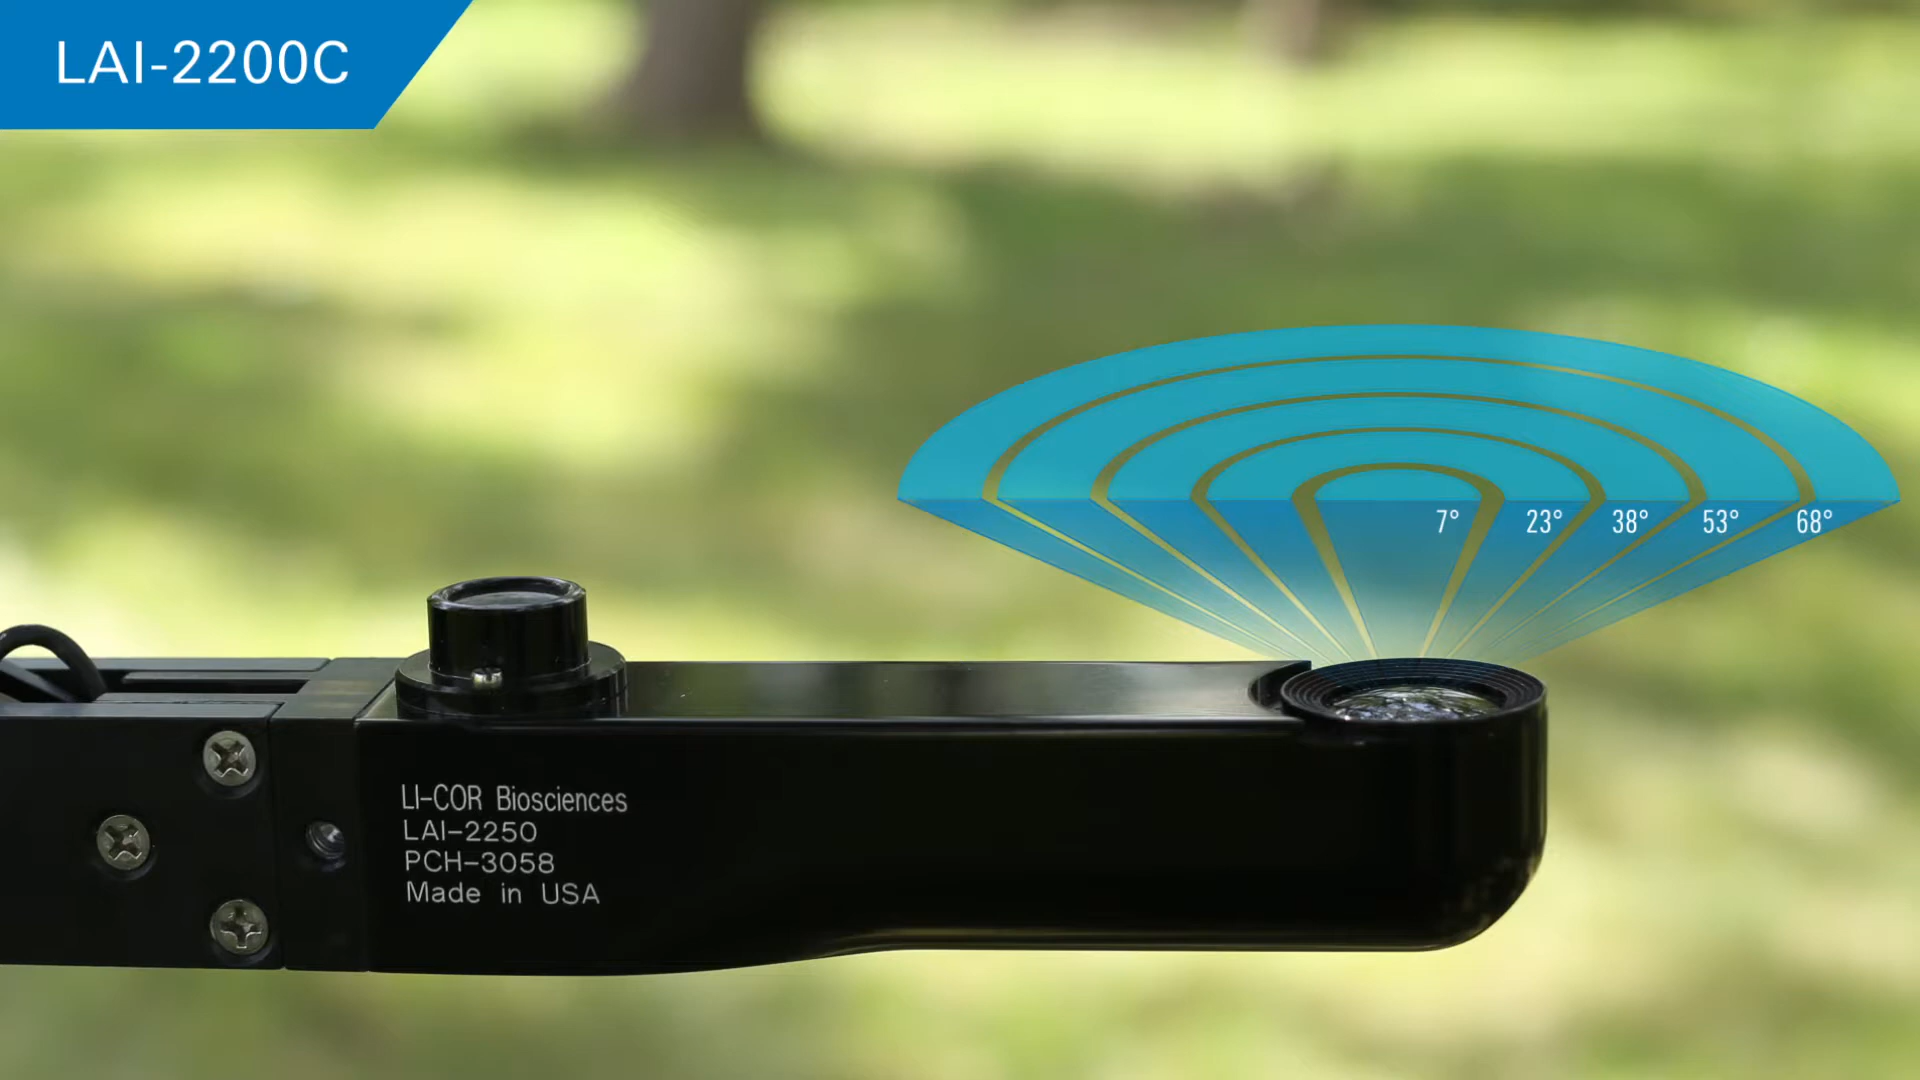 LAI-2200C
7° 23° 38° 53° 68°
LI-COR Biosciences
LAI-2250
PCH-3058
Made in USA